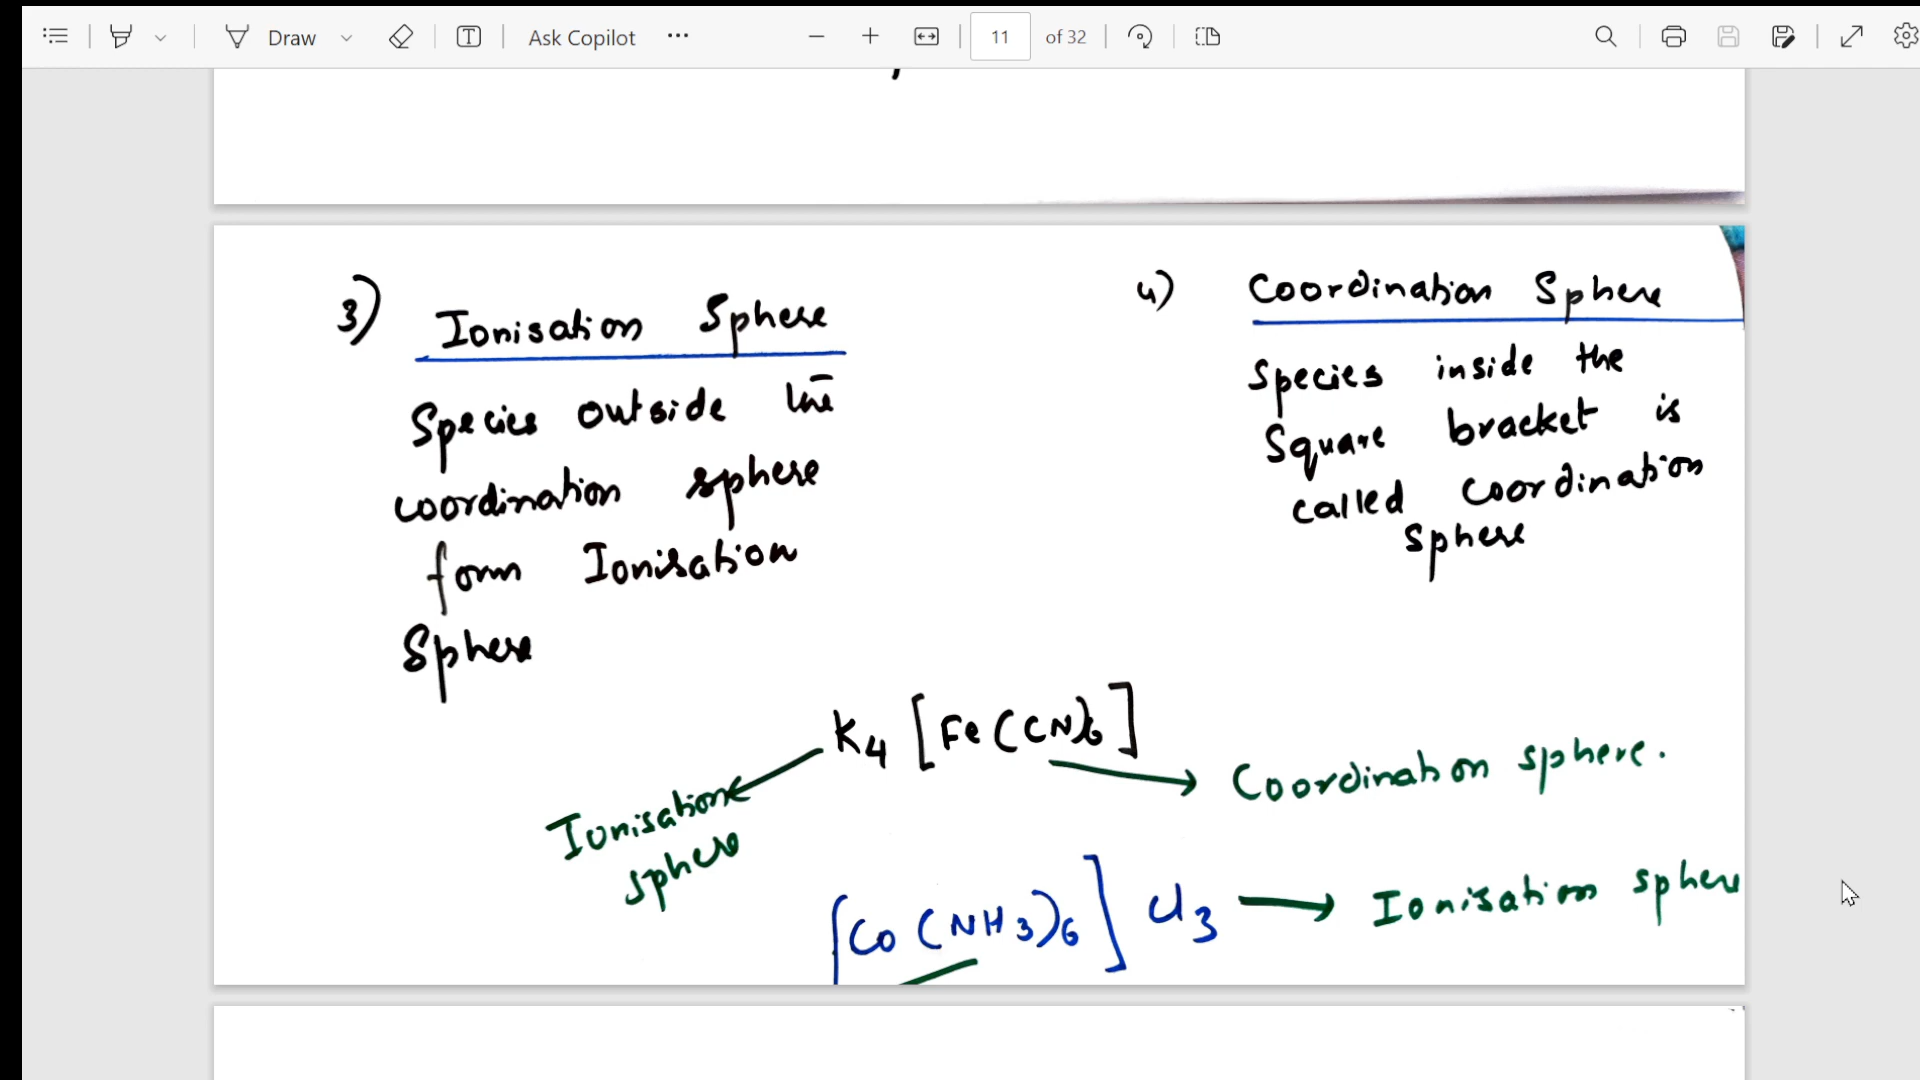 Draw
Ask Copilot
11 of 32
3) Ionisation Sphere
Species outside the
coordination sphere
form Ionisation
Sphere
4) Coordination Sphere
Species inside the
Square bracket is
called coordination
Sphere
K4 [Fe(CN)6]
Ionisation
sphere
Coordination sphere.
[Co(NH3)6] Cl3 → Ionisation sphere